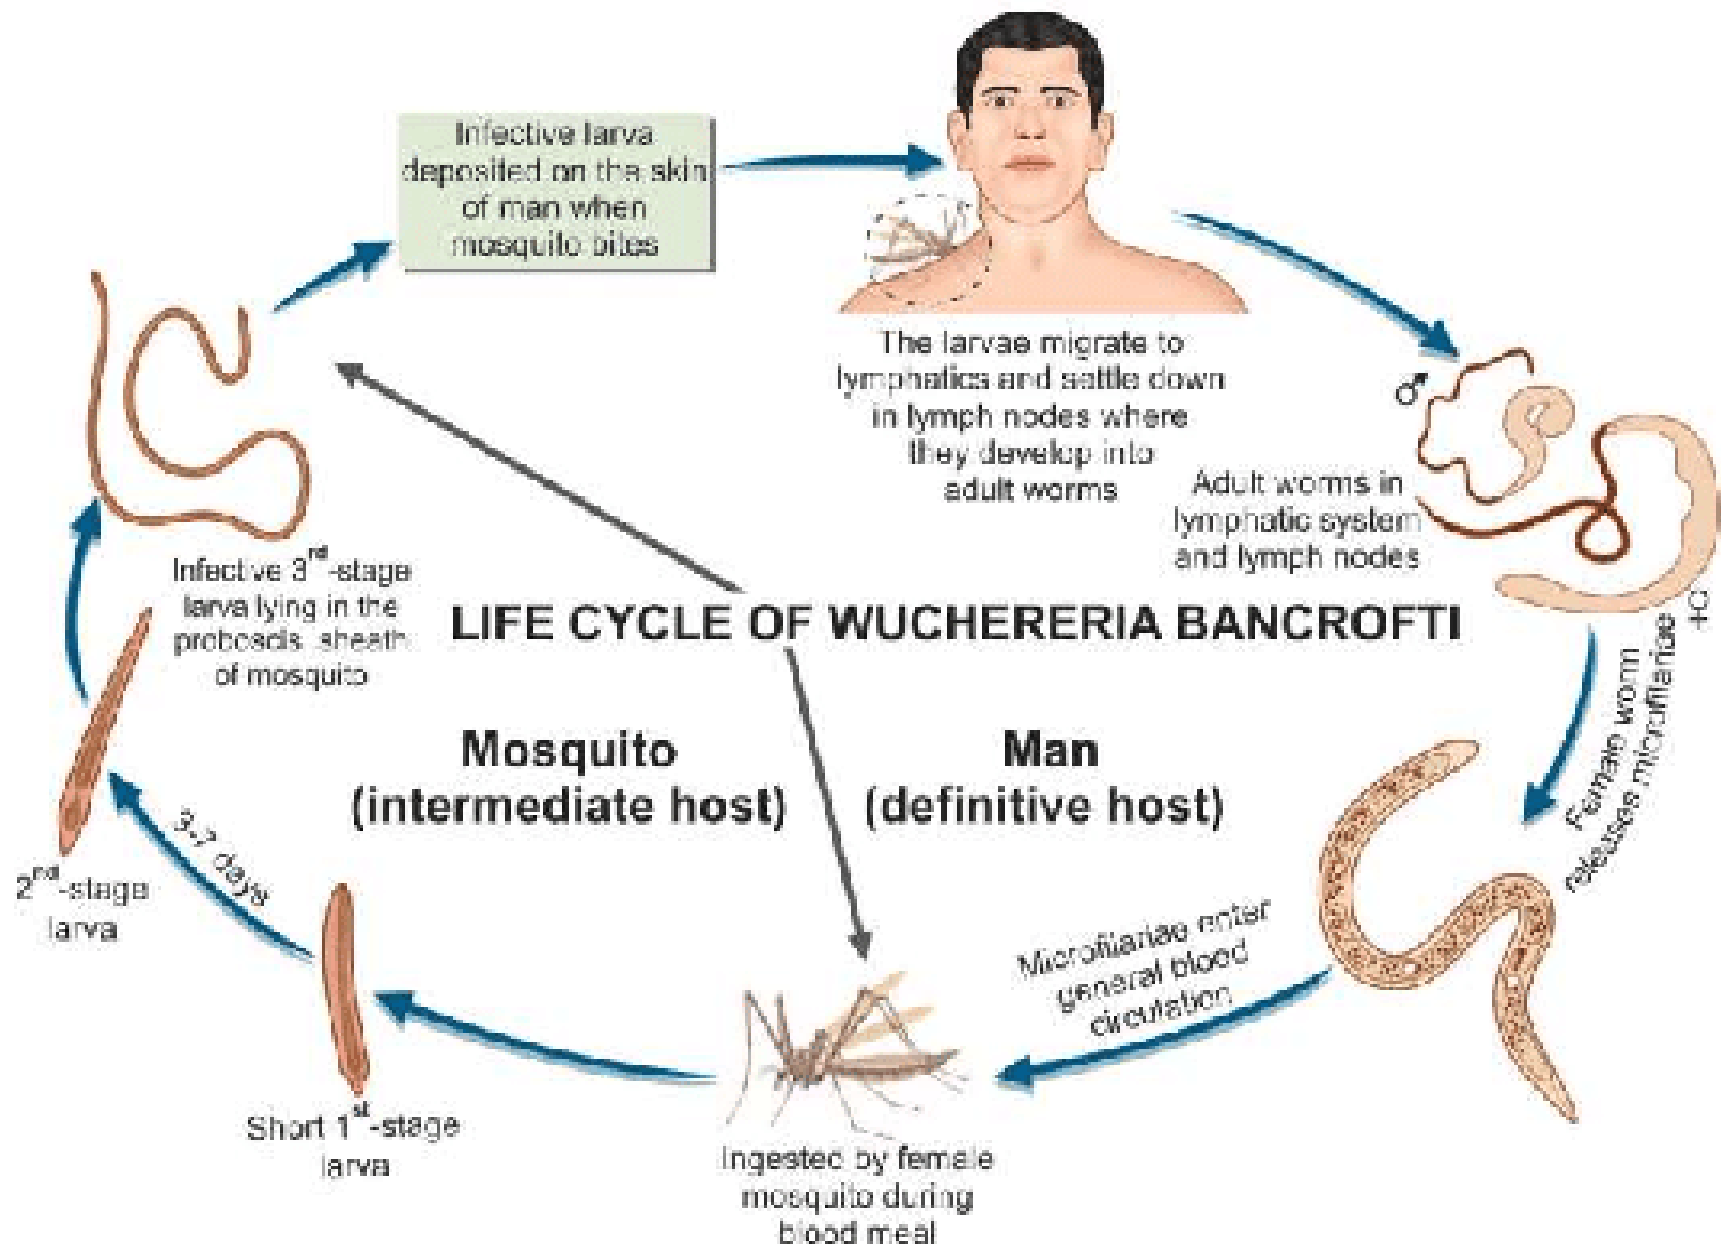 Infective larva
deposited on the skin
of man when
mosquito bites
The larvae migrate to
lymphatics and settle down
in lymph nodes where
they develop into
adult worms
♂
Adult worms in
lymphatic system
and lymph nodes
♀
Female worm
releases microfilariae
Infective 3rd-stage
larva lying in the
proboscis sheath
of mosquito
LIFE CYCLE OF WUCHERERIA BANCROFTI
Mosquito
(intermediate host)
Man
(definitive host)
3-7 days
2nd-stage
larva
Microfilariae enter
general blood
circulation
Short 1st-stage
larva
Ingested by female
mosquito during
blood meal